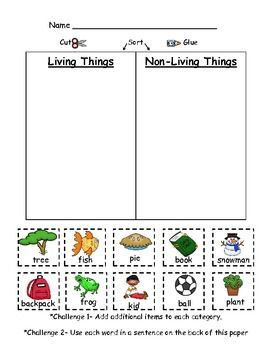 Name ____________________
Cut Sort Glue
Living Things Non-Living Things
tree fish pie book snowman
backpack frog kid ball plant
*Challenge 1- Add additional items to each category.
*Challenge 2- Use each word in a sentence on the back of this paper